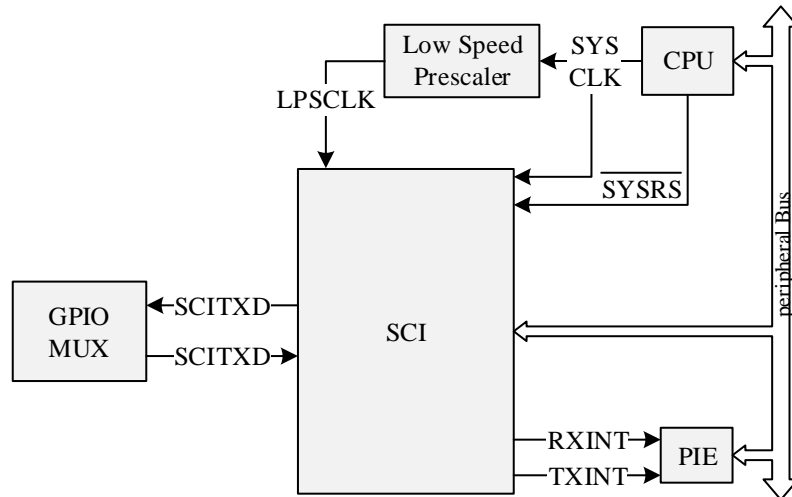 Low Speed
Prescaler
SYS
CLK
CPU
LPSCLK
SYSRS
peripheral Bus
GPIO
MUX
SCITXD
SCITXD
SCI
RXINT
TXINT
PIE